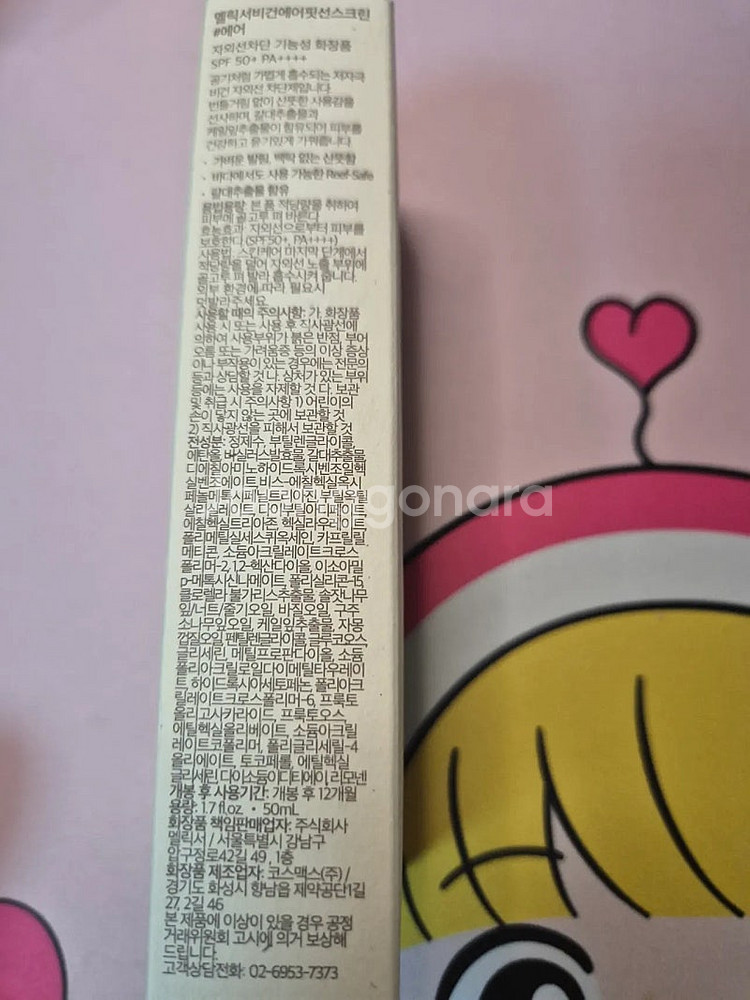 멜릭서비건에어핏선스크린
#에어
자외선차단 기능성 화장품
SPF 50+ PA++++
공기처럼 가볍게 흡수되는 저자극
비건 자외선 차단제입니다.
번들거림 없이 산뜻한 사용감을
선사하며, 갈대추출물과
케일잎추출물이 함유되어 피부를
건강하고 윤기있게 가꿔줍니다.
· 가벼운 발림, 백탁 없는 산뜻함
· 바다에서도 사용 가능한 Reef-Safe
· 갈대추출물 함유
용법용량: 본 품 적당량을 취하여
피부에 골고루 펴 바른다.
효능효과: 자외선으로부터 피부를
보호한다.(SPF50+, PA++++)
사용법: 스킨케어 마지막 단계에서
적당량을 덜어 자외선 노출 부위에
골고루 펴 발라 흡수시켜 줍니다.
외부 환경에 따라 필요시
덧발라주세요.
사용할 때의 주의사항: 가. 화장품
사용 시 또는 사용 후 직사광선에
의하여 사용부위가 붉은 반점, 부어
오름 또는 가려움증 등의 이상 증상
이나 부작용이 있는 경우에는 전문의
등과 상담할 것 나. 상처가 있는 부위
등에는 사용을 자제할 것 다. 보관
및 취급 시 주의사항 1) 어린이의
손이 닿지 않는 곳에 보관할 것
2) 직사광선을 피해서 보관할 것
전성분: 정제수, 부틸렌글라이콜,
에탄올, 바실러스발효물, 갈대추출물,
디에칠아미노하이드록시벤조일헥
실벤조에이트, 비스-에칠헥실옥시
페놀메톡시페닐트리아진, 부틸옥틸
살리실레이트, 다이부틸아디페이트,
에칠헥실트리아존, 헥실라우레이트,
폴리메틸실세스퀴옥세인, 카프릴릴
메티콘, 소듐아크릴레이트크로스
폴리머-2, 1,2-헥산다이올, 이소아밀
p-메톡시신나메이트, 폴리실리콘-15,
클로렐라 불가리스추출물, 솔잣나무
잎/너트/줄기오일, 바질오일, 구주
소나무잎오일, 케일잎추출물, 자몽
껍질오일, 펜틸렌글라이콜, 글루코오스,
글리세린, 메틸프로판다이올, 소듐
폴리아크릴로일다이메틸타우레이
트, 하이드록시아세토페논, 폴리아크
릴레이트크로스폴리머-6, 프룩토
올리고사카라이드, 프룩토오스,
에틸헥실올리베이트, 소듐아크릴
레이트코폴리머, 폴리글리세릴-4
올리에이트, 토코페롤, 에틸헥실
글리세린, 다이소듐이디티에이, 리모넨
개봉 후 사용기간: 개봉 후 12개월
용량: 1.7 fl.oz. • 50mL
화장품 책임판매업자: 주식회사
멜릭서 / 서울특별시 강남구
압구정로42길 49, 1층
화장품 제조업자: 코스맥스(주) /
경기도 화성시 향남읍 제약공단1길
27, 2길 46
본 제품에 이상이 있을 경우 공정
거래위원회 고시에 의거 보상해
드립니다.
고객상담전화: 02-6953-7373